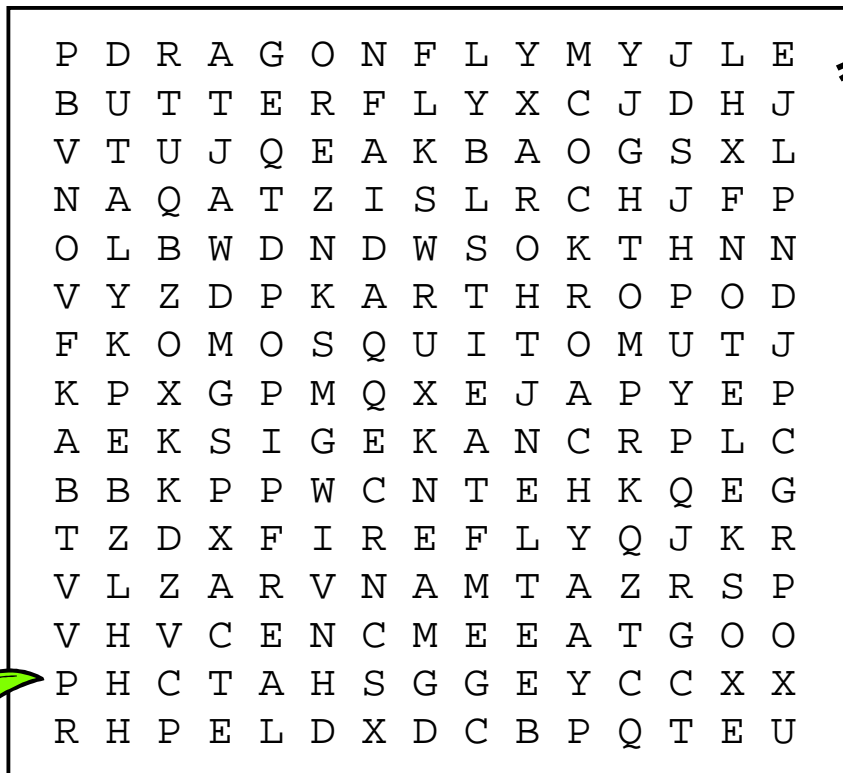 P D R A G O N F L Y M Y J L E
B U T T E R F L Y X C J D H J
V T U J Q E A K B A O G S X L
N A Q A T Z I S L R C H J F P
O L B W D N D W S O K T H N N
V Y Z D P K A R T H R O P O D
F K O M O S Q U I T O M U T J
K P X G P M Q X E J A P Y E P
A E K S I G E K A N C R P L C
B B K P P W C N T E H K Q E G
T Z D X F I R E F L Y Q J K R
V L Z A R V N A M T A Z R S P
V H V C E N C M E E A T G O O
P H C T A H S G G E Y C C X X
R H P E L D X D C B P Q T E U